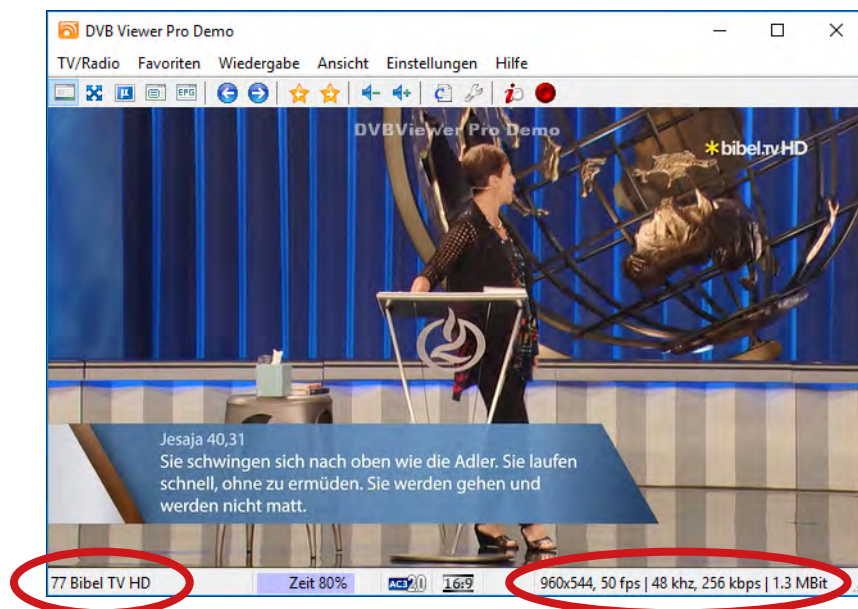 DVB Viewer Pro Demo
TV/Radio Favoriten Wiedergabe Ansicht Einstellungen Hilfe
EPG
DVBViewer Pro Demo
bibel.TV HD
Jesaja 40,31
Sie schwingen sich nach oben wie die Adler. Sie laufen
schnell, ohne zu ermüden. Sie werden gehen und
werden nicht matt.
77 Bibel TV HD Zeit 80% AC3 2.0 16:9 960x544, 50 fps | 48 khz, 256 kbps | 1.3 MBit